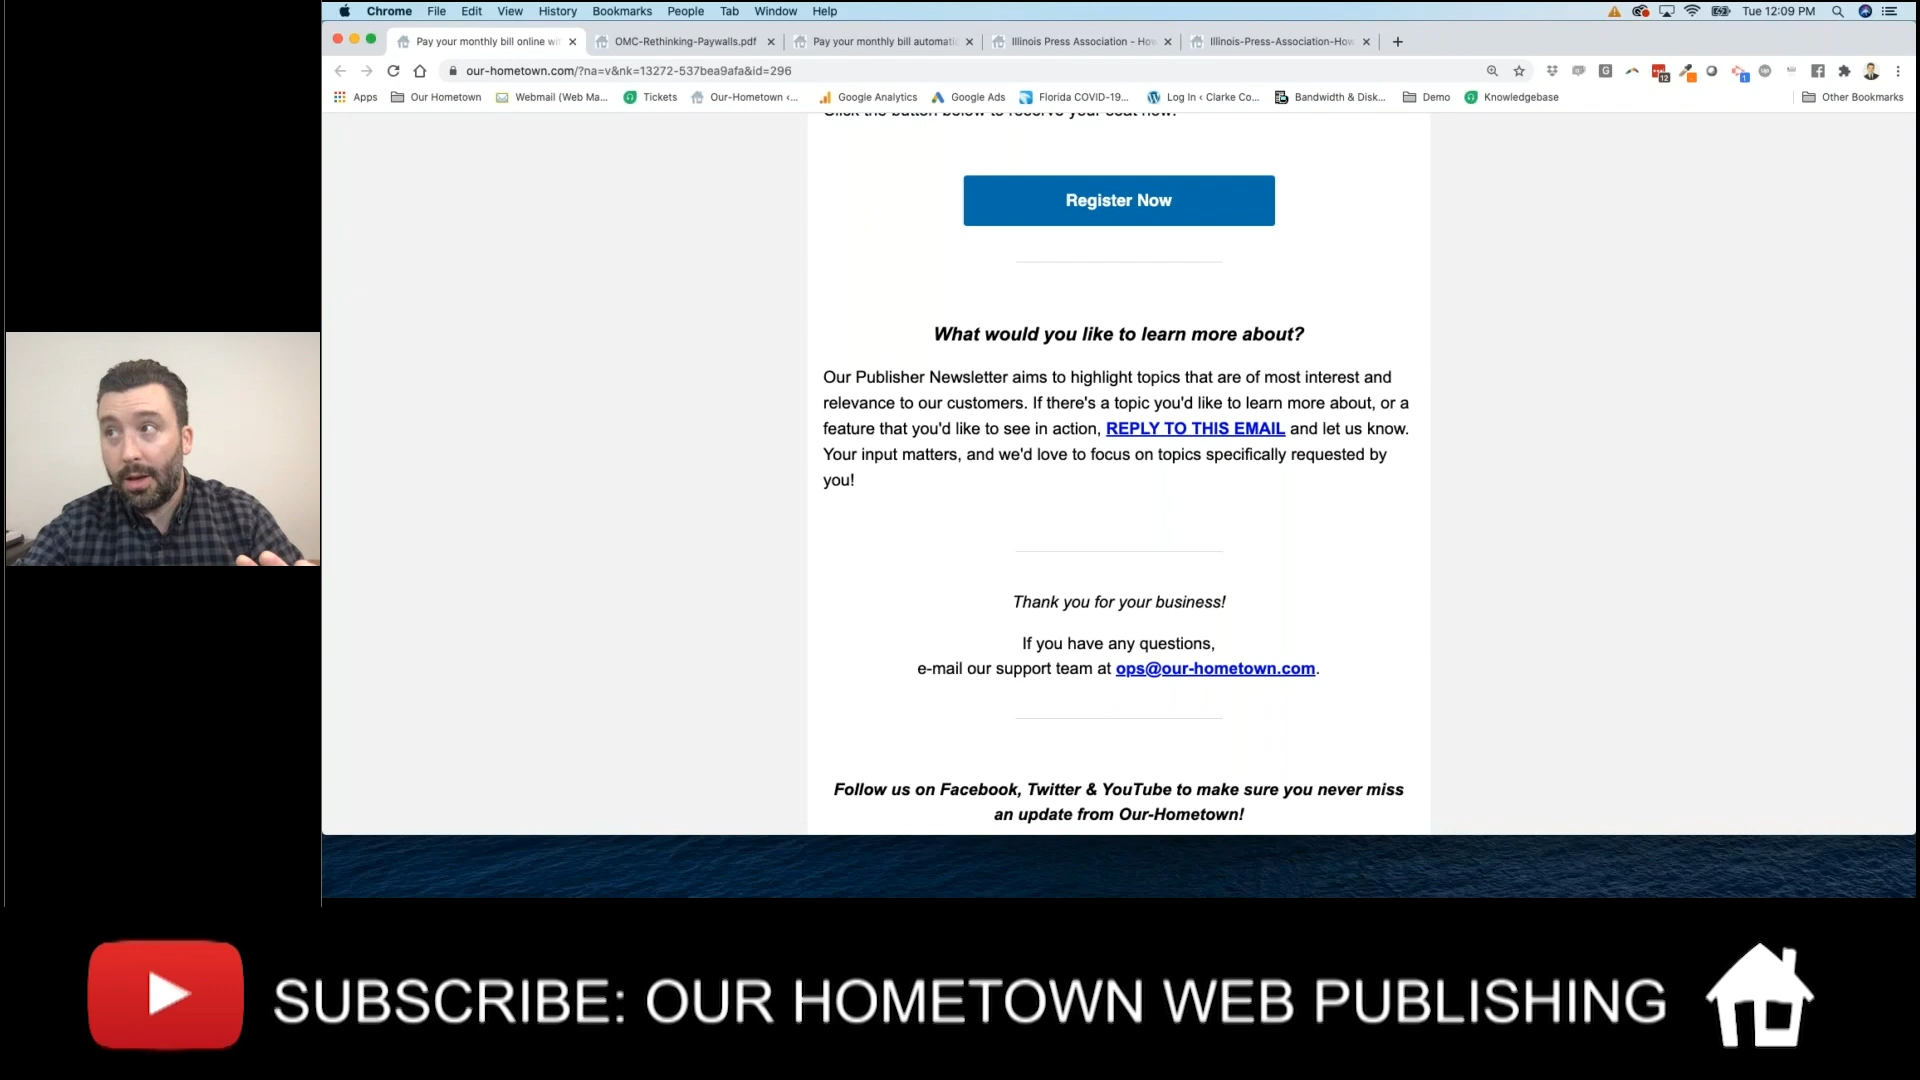 Chrome File Edit View History Bookmarks People Tab Window Help
Tue 12:09 PM
Pay your monthly bill online wi
OMC-Rethinking-Paywalls.pdf
Pay your monthly bill automatic
Illinois Press Association - How
Illinois-Press-Association-How
our-hometown.com/?na=v&nk=13272-537bea9afa&id=296
Apps Our Hometown Webmail (Web Ma... Tickets Our-Hometown ‹... Google Analytics Google Ads Florida COVID-19... Log In ‹ Clarke Co... Bandwidth & Disk... Demo Knowledgebase Other Bookmarks
Click the button below to reserve your seat now!
Register Now
What would you like to learn more about?
Our Publisher Newsletter aims to highlight topics that are of most interest and
relevance to our customers. If there's a topic you'd like to learn more about, or a
feature that you'd like to see in action, REPLY TO THIS EMAIL and let us know.
Your input matters, and we'd love to focus on topics specifically requested by
you!
Thank you for your business!
If you have any questions,
e-mail our support team at ops@our-hometown.com.
Follow us on Facebook, Twitter & YouTube to make sure you never miss
an update from Our-Hometown!
SUBSCRIBE: OUR HOMETOWN WEB PUBLISHING